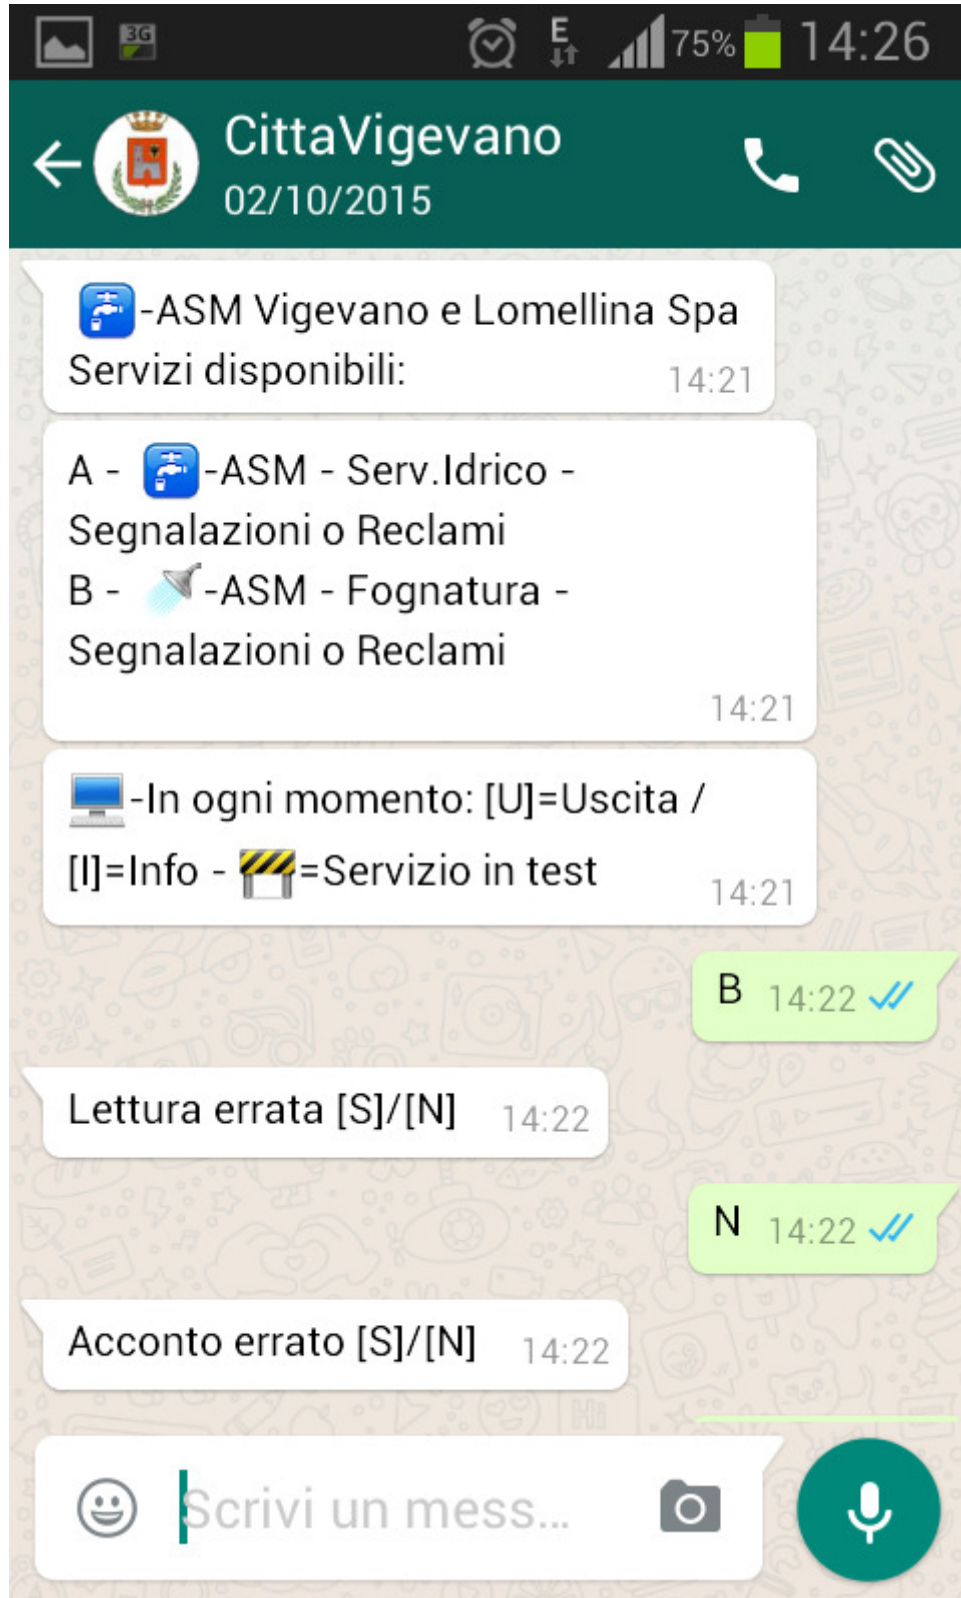 3G
E
75%
14:26
CittaVigevano
02/10/2015
-ASM Vigevano e Lomellina Spa
Servizi disponibili:
14:21
A - -ASM - Serv.Idrico -
Segnalazioni o Reclami
B - -ASM - Fognatura -
Segnalazioni o Reclami
14:21
-In ogni momento: [U]=Uscita /
[I]=Info - =Servizio in test
14:21
B 14:22
Lettura errata [S]/[N] 14:22
N 14:22
Acconto errato [S]/[N] 14:22
Scrivi un mess...